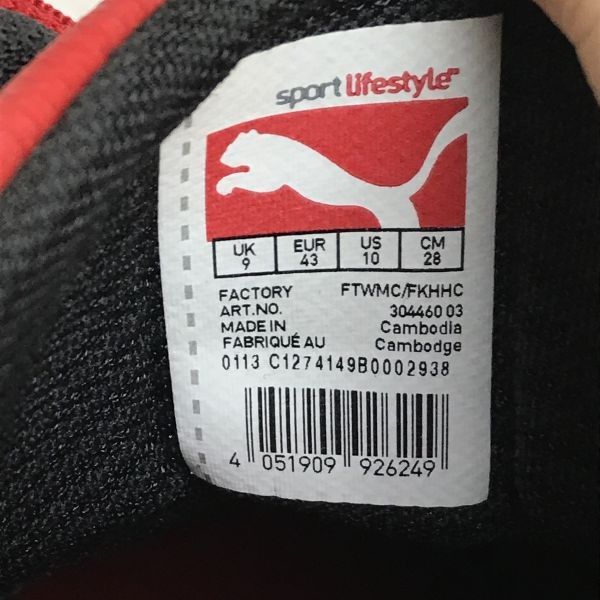 sport lifestyle™
UK EUR US CM
9 43 10 28
FACTORY FTWMC/FKHHC
ART.NO. 304460 03
MADE IN Cambodia
FABRIQUÉ AU Cambodge
0113 C1274149B0002938
4 051909 926249